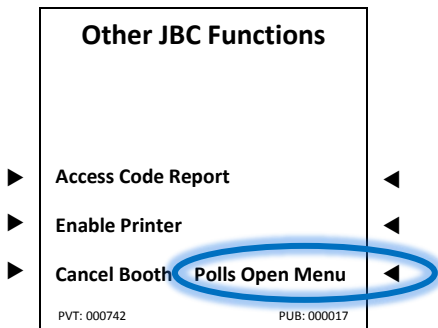 Other JBC Functions
Access Code Report
Enable Printer
Cancel Booth Polls Open Menu
PVT: 000742 PUB: 000017